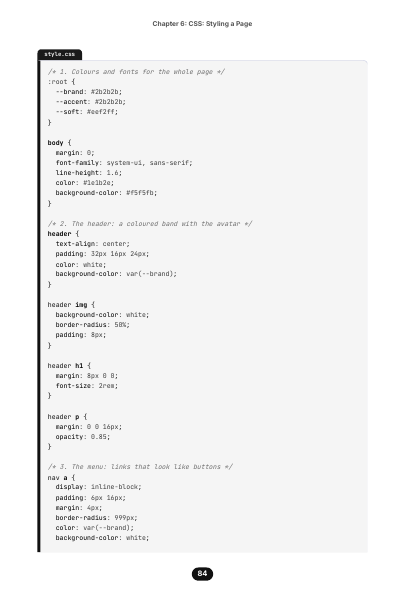 Chapter 6: CSS: Styling a Page
style.css
/* 1. Colours and fonts for the whole page */
:root {
  --brand: #2b2b2b;
  --accent: #2b2b2b;
  --soft: #eef2ff;
}

body {
  margin: 0;
  font-family: system-ui, sans-serif;
  line-height: 1.6;
  color: #1e1b2e;
  background-color: #f5f5fb;
}

/* 2. The header: a coloured band with the avatar */
header {
  text-align: center;
  padding: 32px 16px 24px;
  color: white;
  background-color: var(--brand);
}

header img {
  background-color: white;
  border-radius: 50%;
  padding: 8px;
}

header h1 {
  margin: 8px 0 0;
  font-size: 2rem;
}

header p {
  margin: 0 0 16px;
  opacity: 0.85;
}

/* 3. The menu: links that look like buttons */
nav a {
  display: inline-block;
  padding: 6px 16px;
  margin: 4px;
  border-radius: 999px;
  color: var(--brand);
  background-color: white;
84